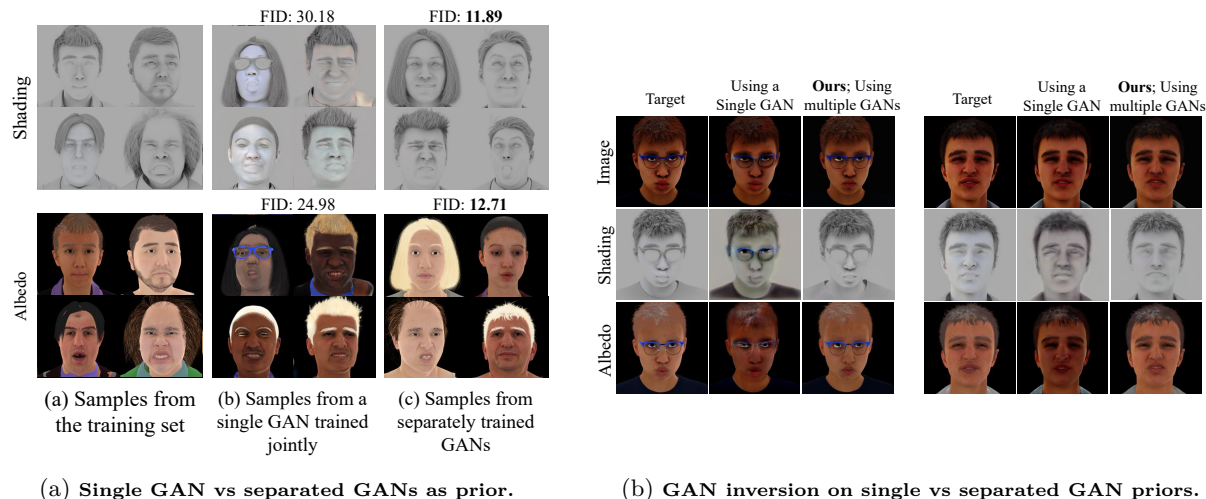 FID: 30.18
FID: 11.89
Shading
FID: 24.98
FID: 12.71
Albedo
(a) Samples from
the training set
(b) Samples from a
single GAN trained
jointly
(c) Samples from
separately trained
GANs
(a) Single GAN vs separated GANs as prior.
Target
Using a
Single GAN
Ours; Using
multiple GANs
Target
Using a
Single GAN
Ours; Using
multiple GANs
Image
Shading
Albedo
(b) GAN inversion on single vs separated GAN priors.